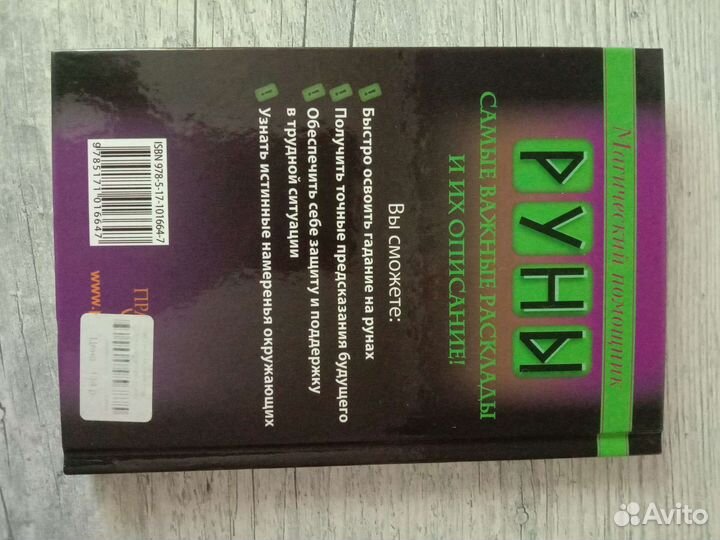 Магический помощник
РУНЫ
Самые важные расклады
и их описание!
Вы сможете:
Быстро освоить гадание на рунах
Получить точные предсказания будущего
Обеспечить себе защиту и поддержку
в трудной ситуации
Узнать истинные намеренья окружающих
ISBN 978-5-17-101664-7
9785171016647
Avito